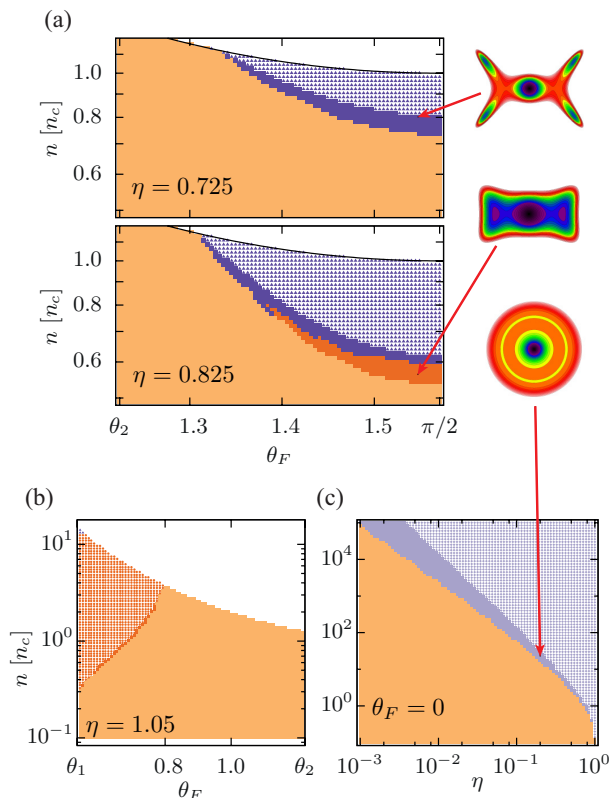 (a)
n [n_c]
1.0
0.8
0.6
η = 0.725
n [n_c]
1.0
0.6
η = 0.825
θ_2
1.3
1.4
1.5
π/2
θ_F
(b)
n [n_c]
10^1
10^0
10^{-1}
η = 1.05
θ_1
0.8
1.0
θ_2
θ_F
(c)
10^4
10^2
10^0
θ_F = 0
10^{-3}
10^{-2}
10^{-1}
10^0
η